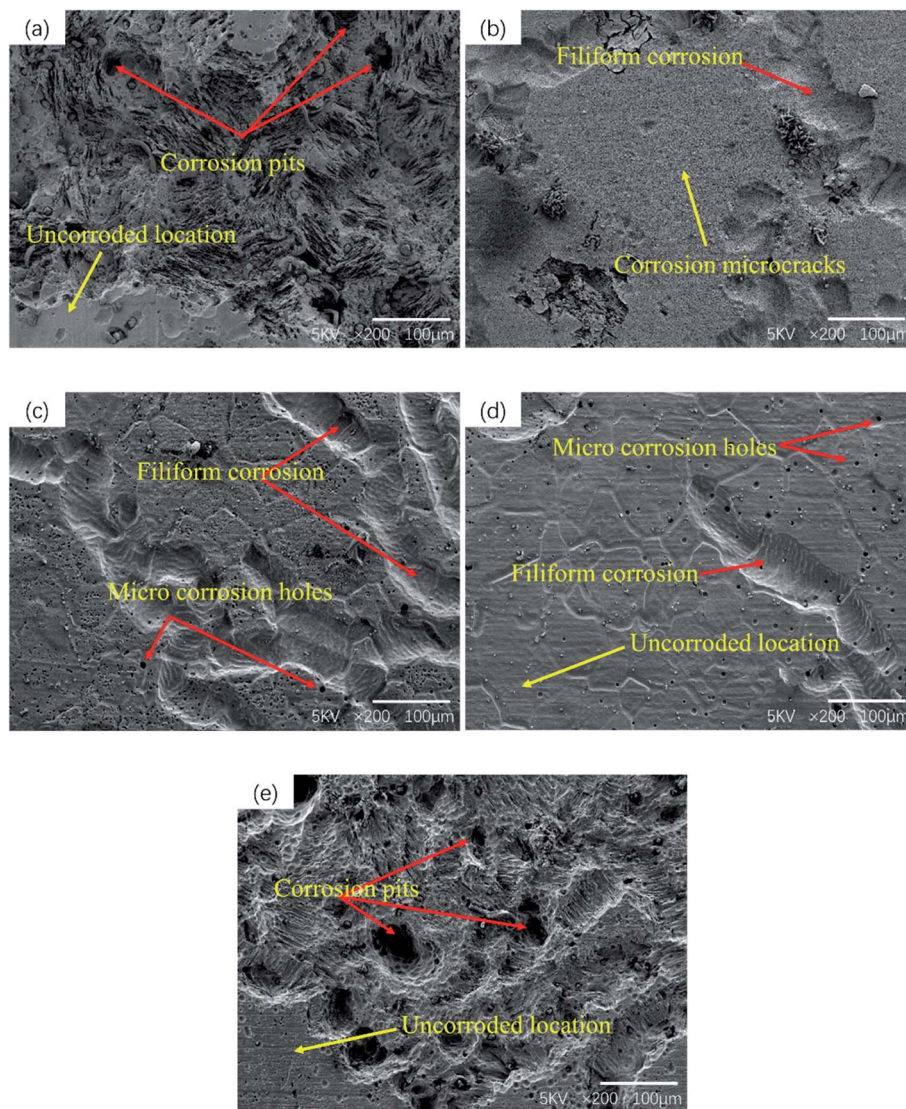 (a)
Corrosion pits
Uncorroded location
5KV ×200 100μm
(b)
Filiform corrosion
Corrosion microcracks
5KV ×200 100μm
(c)
Filiform corrosion
Micro corrosion holes
5KV ×200 100μm
(d)
Micro corrosion holes
Filiform corrosion
Uncorroded location
5KV ×200 100μm
(e)
Corrosion pits
Uncorroded location
5KV ×200 100μm